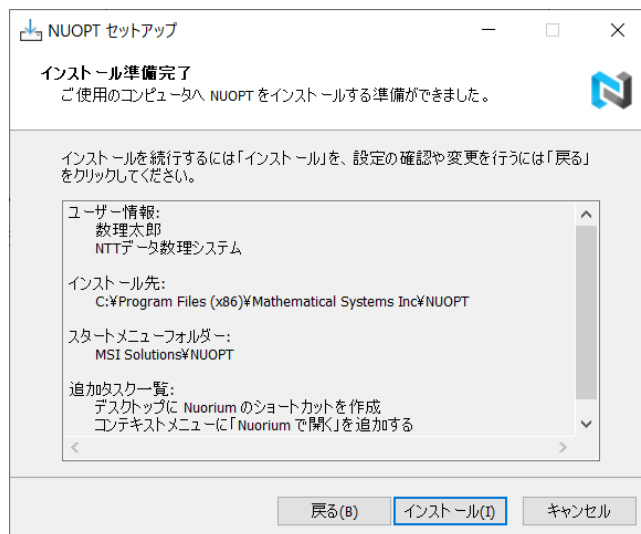 NUOPT セットアップ
インストール準備完了
ご使用のコンピュータへ NUOPT をインストールする準備ができました。
インストールを続行するには「インストール」を、設定の確認や変更を行うには「戻る」
をクリックしてください。
ユーザー情報:
数理太郎
NTTデータ数理システム
インストール先:
C:¥Program Files (x86)¥Mathematical Systems Inc¥NUOPT
スタートメニューフォルダー:
MSI Solutions¥NUOPT
追加タスク一覧:
デスクトップに Nuorium のショートカットを作成
コンテキストメニューに「Nuorium で開く」を追加する
戻る(B) インストール(I) キャンセル